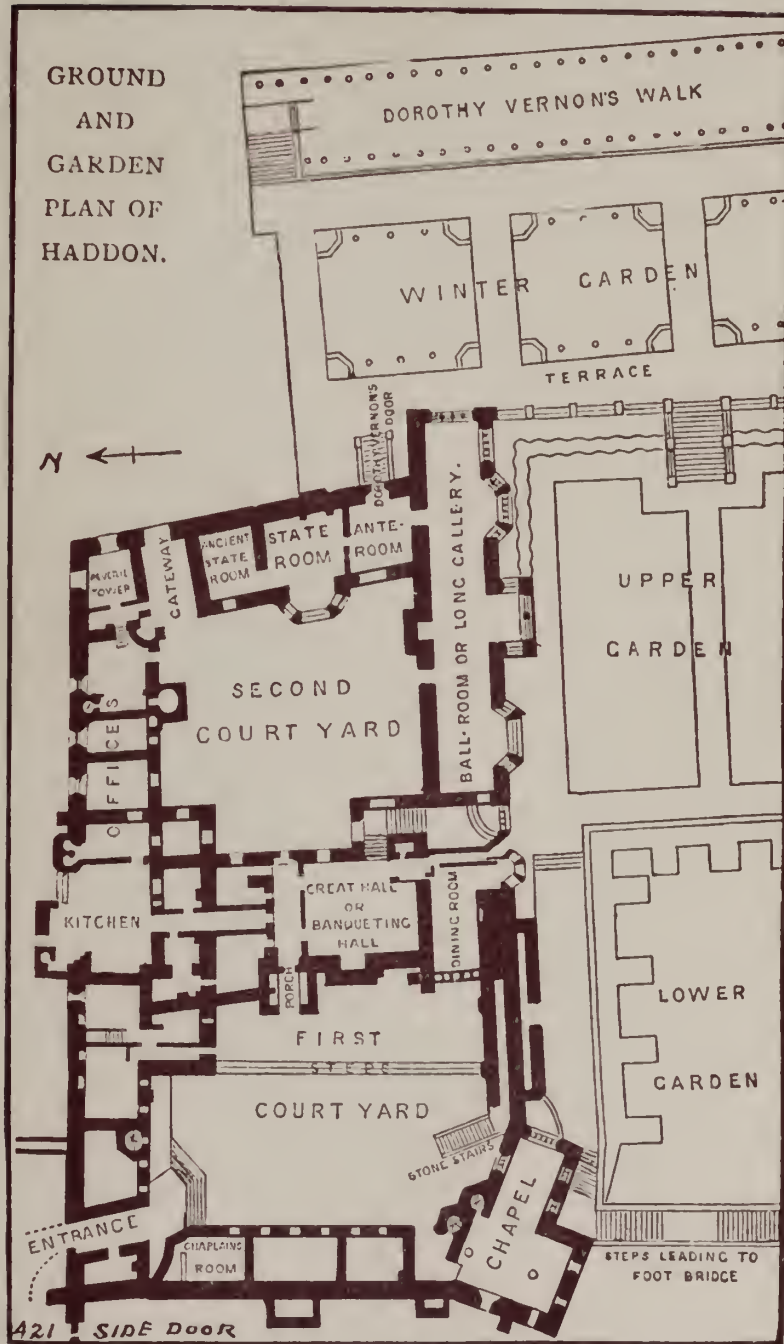 GROUND
AND
GARDEN
PLAN OF
HADDON.
DOROTHY VERNON'S WALK
WINTER GARDEN
TERRACE
N
DOROTHY VERNON'S
DOOR
GATEWAY
ANCIENT
STATE
ROOM
STATE
ROOM
ANTE-
ROOM
TOWER
BALL-ROOM OR LONG GALLERY.
UPPER
GARDEN
SECOND
COURT YARD
OFFICES
KITCHEN
GREAT HALL
OR
BANQUETING
HALL
DINING ROOM
PORCH
LOWER
GARDEN
FIRST
STEPS
COURT YARD
STONE STAIRS
CHAPEL
ENTRANCE
CHAPLAINS
ROOM
STEPS LEADING TO
FOOT BRIDGE
A21 SIDE DOOR